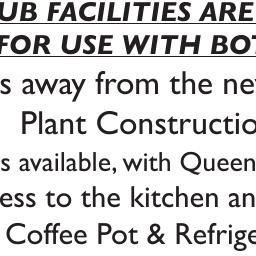 UB FACILITIES ARE
FOR USE WITH BOT
s away from the ne
Plant Constructio
s available, with Queen
ess to the kitchen an
Coffee Pot & Refrige